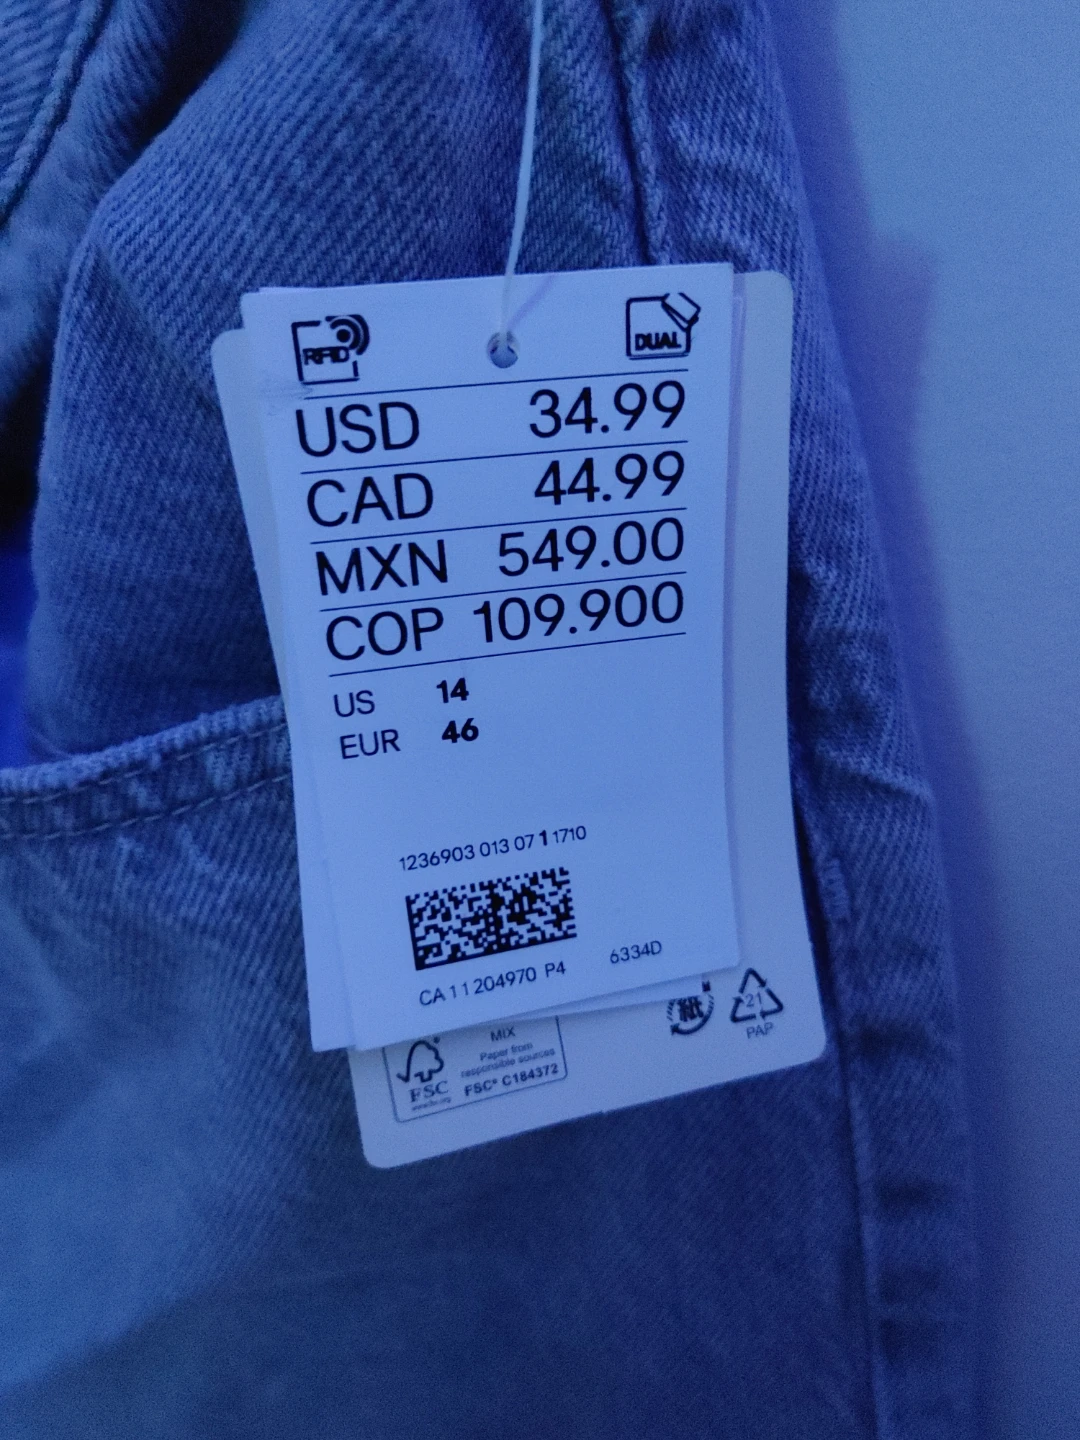 RFID
DUAL
USD 34.99
CAD 44.99
MXN 549.00
COP 109.900
US 14
EUR 46
1236903 013 07 1 1710
CA 11 204970 P4 6334D
紙
21
PAP
FSC
MIX
Paper from
responsible sources
FSC® C184372